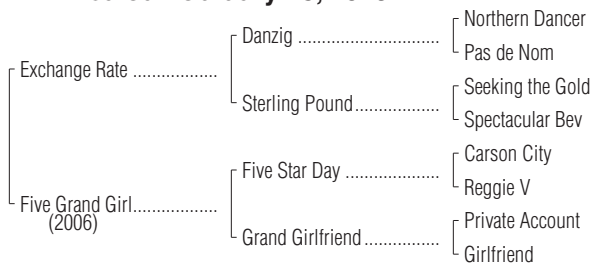 Northern Dancer
Danzig ................................
Pas de Nom
Exchange Rate ...................
Seeking the Gold
Sterling Pound...................
Spectacular Bev
Carson City
Five Star Day .....................
Reggie V
Five Grand Girl...................
(2006)
Private Account
Grand Girlfriend.................
Girlfriend